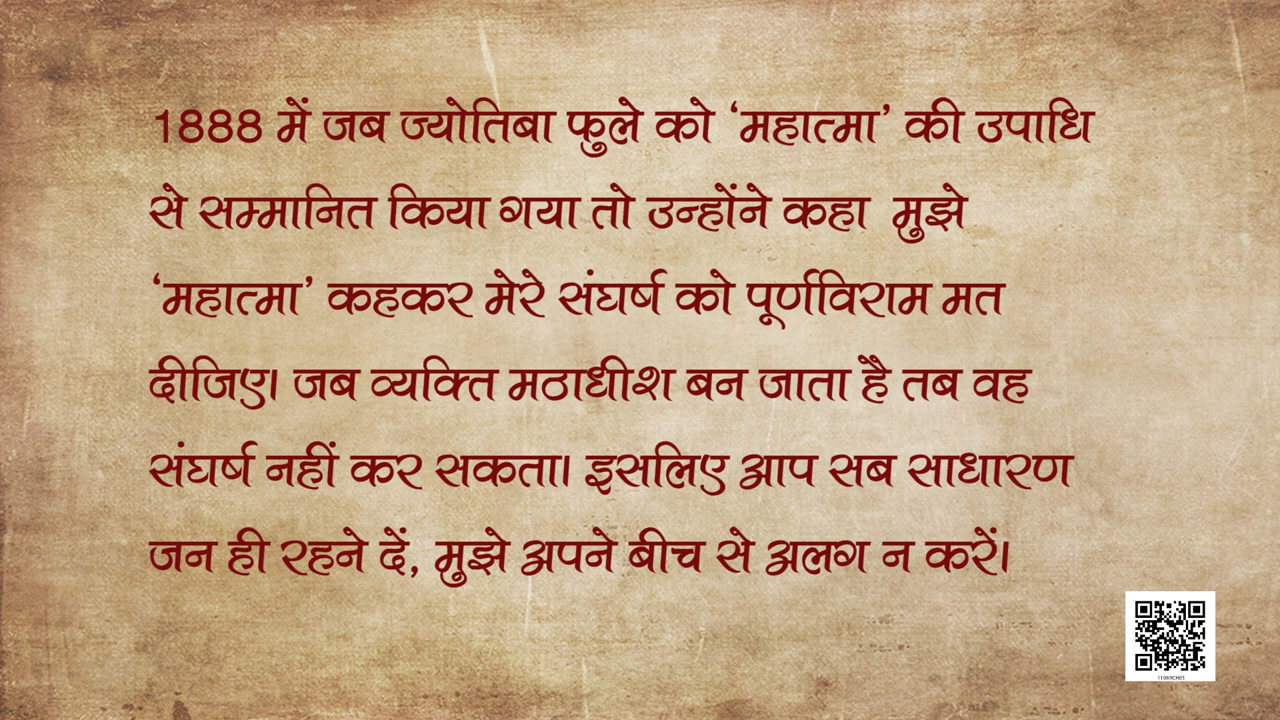 1888 में जब ज्योतिबा फुले को ‘महात्मा’ की उपाधि
से सम्मानित किया गया तो उन्होंने कहा मुझे
‘महात्मा’ कहकर मेरे संघर्ष को पूर्णविराम मत
दीजिए। जब व्यक्ति मठाधीश बन जाता है तब वह
संघर्ष नहीं कर सकता। इसलिए आप सब साधारण
जन ही रहने दें, मुझे अपने बीच से अलग न करें।
11069CH05